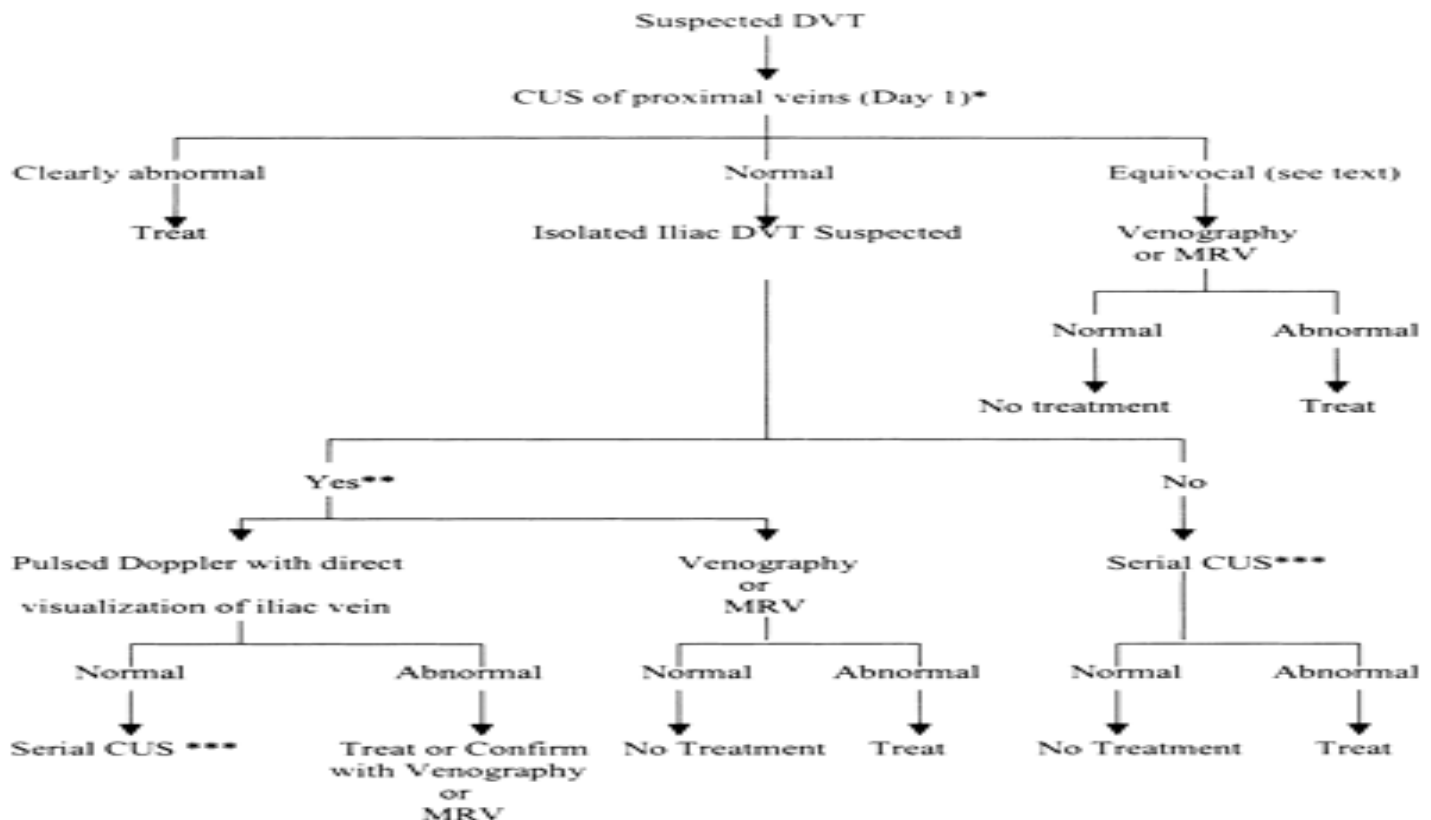 Suspected DVT
CUS of proximal veins (Day 1)*
Clearly abnormal
Normal
Equivocal (see text)
Treat
Isolated Iliac DVT Suspected
Venography
or MRV
Normal
Abnormal
No treatment
Treat
Yes**
No
Pulsed Doppler with direct
visualization of iliac vein
Venography
or
MRV
Serial CUS***
Normal
Abnormal
Normal
Abnormal
Normal
Abnormal
Serial CUS ***
Treat or Confirm
with Venography
or
MRV
No Treatment
Treat
No Treatment
Treat